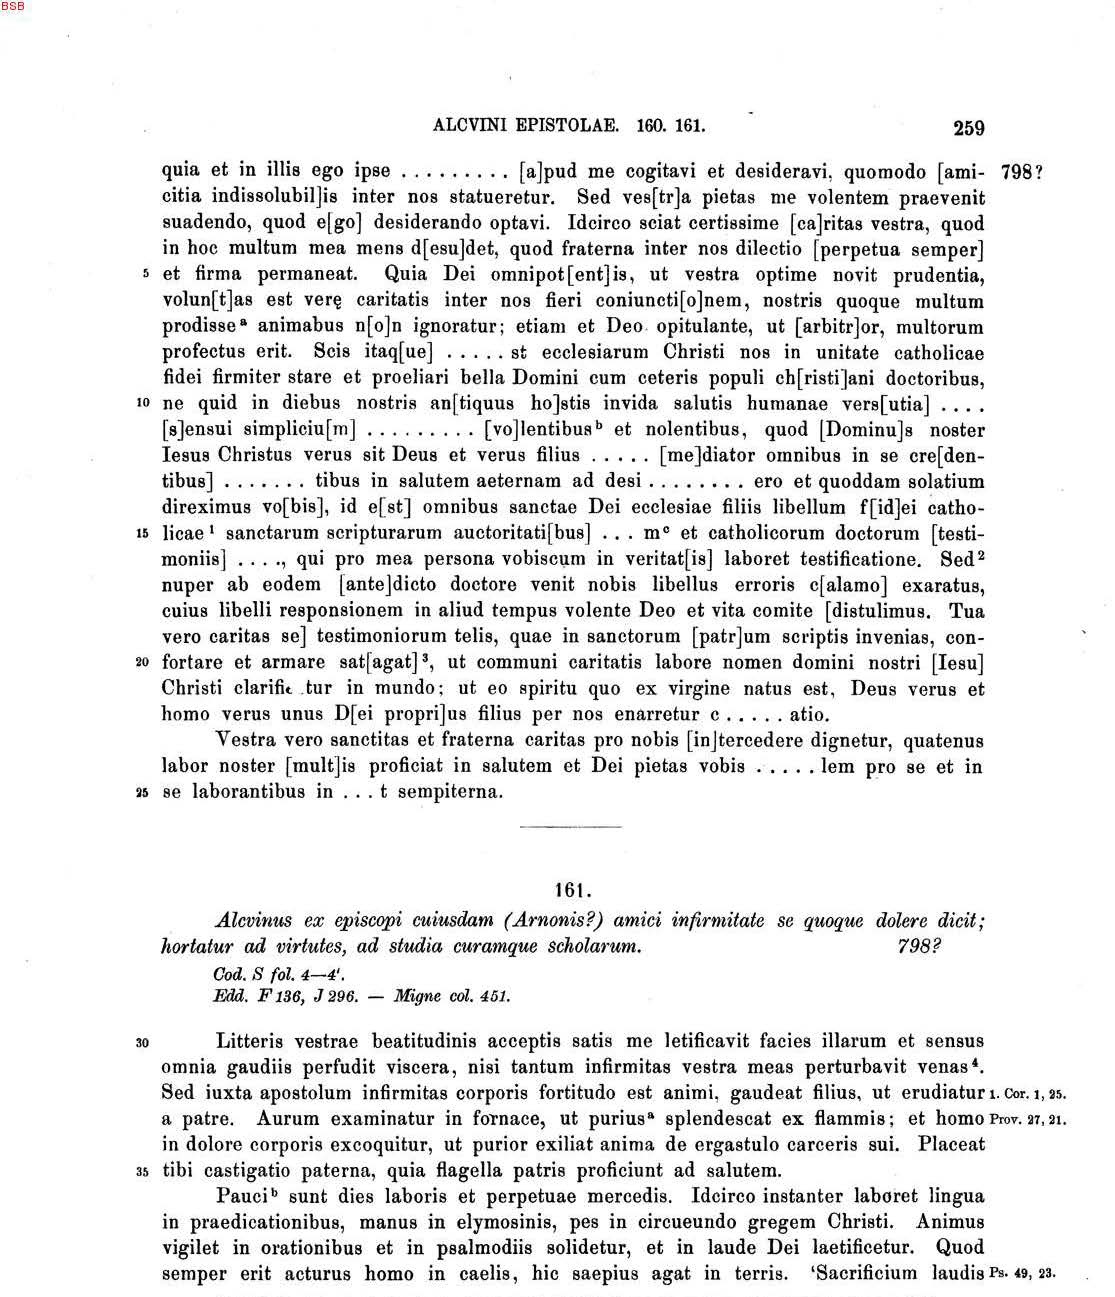 BSB
ALCVINI EPISTOLAE. 160. 161. 259
quia et in illis ego ipse . . . . . . . . . [a]pud me cogitavi et desideravi, quomodo [ami- 798?
citia indissolubil]is inter nos statueretur. Sed ves[tr]a pietas me volentem praevenit
suadendo, quod e[go] desiderando optavi. Idcirco sciat certissime [ca]ritas vestra, quod
in hoc multum mea mens d[esu]det, quod fraterna inter nos dilectio [perpetua semper]
5 et firma permaneat. Quia Dei omnipot[ent]is, ut vestra optime novit prudentia,
volun[t]as est verę caritatis inter nos fieri coniuncti[o]nem, nostris quoque multum
prodisse ᵃ animabus n[o]n ignoratur; etiam et Deo opitulante, ut [arbitr]or, multorum
profectus erit. Scis itaq[ue] . . . . . st ecclesiarum Christi nos in unitate catholicae
fidei firmiter stare et proeliari bella Domini cum ceteris populi ch[risti]ani doctoribus,
10 ne quid in diebus nostris an[tiquus ho]stis invida salutis humanae vers[utia] . . . .
[s]ensui simpliciu[m] . . . . . . . . . [vo]lentibus ᵇ et nolentibus, quod [Dominu]s noster
Iesus Christus verus sit Deus et verus filius . . . . . [me]diator omnibus in se cre[den-
tibus] . . . . . . . tibus in salutem aeternam ad desi . . . . . . . . ero et quoddam solatium
direximus vo[bis], id e[st] omnibus sanctae Dei ecclesiae filiis libellum f[id]ei catho-
15 licae ¹ sanctarum scripturarum auctoritati[bus] . . . m ᶜ et catholicorum doctorum [testi-
moniis] . . . ., qui pro mea persona vobiscum in veritat[is] laboret testificatione. Sed ²
nuper ab eodem [ante]dicto doctore venit nobis libellus erroris c[alamo] exaratus,
cuius libelli responsionem in aliud tempus volente Deo et vita comite [distulimus. Tua
vero caritas se] testimoniorum telis, quae in sanctorum [patr]um scriptis invenias, con-
20 fortare et armare sat[agat] ³, ut communi caritatis labore nomen domini nostri [Iesu]
Christi clarific tur in mundo; ut eo spiritu quo ex virgine natus est, Deus verus et
homo verus unus D[ei propri]us filius per nos enarretur c . . . . . atio.
Vestra vero sanctitas et fraterna caritas pro nobis [in]tercedere dignetur, quatenus
labor noster [mult]is proficiat in salutem et Dei pietas vobis . . . . . lem pro se et in
25 se laborantibus in . . . t sempiterna.
161.
Alcvinus ex episcopi cuiusdam (Arnonis?) amici infirmitate se quoque dolere dicit;
hortatur ad virtutes, ad studia curamque scholarum. 798?
Cod. S fol. 4—4'.
Edd. F 136, J 296. — Migne col. 451.
30 Litteris vestrae beatitudinis acceptis satis me letificavit facies illarum et sensus
omnia gaudiis perfudit viscera, nisi tantum infirmitas vestra meas perturbavit venas ⁴.
Sed iuxta apostolum infirmitas corporis fortitudo est animi, gaudeat filius, ut erudiatur 1. Cor. 1, 25.
a patre. Aurum examinatur in fornace, ut purius ᵃ splendescat ex flammis; et homo Prov. 27, 21.
in dolore corporis excoquitur, ut purior exiliat anima de ergastulo carceris sui. Placeat
35 tibi castigatio paterna, quia flagella patris proficiunt ad salutem.
Pauci ᵇ sunt dies laboris et perpetuae mercedis. Idcirco instanter laboret lingua
in praedicationibus, manus in elymosinis, pes in circueundo gregem Christi. Animus
vigilet in orationibus et in psalmodiis solidetur, et in laude Dei laetificetur. Quod
semper erit acturus homo in caelis, hic saepius agat in terris. ‘Sacrificium laudis Ps. 49, 23.